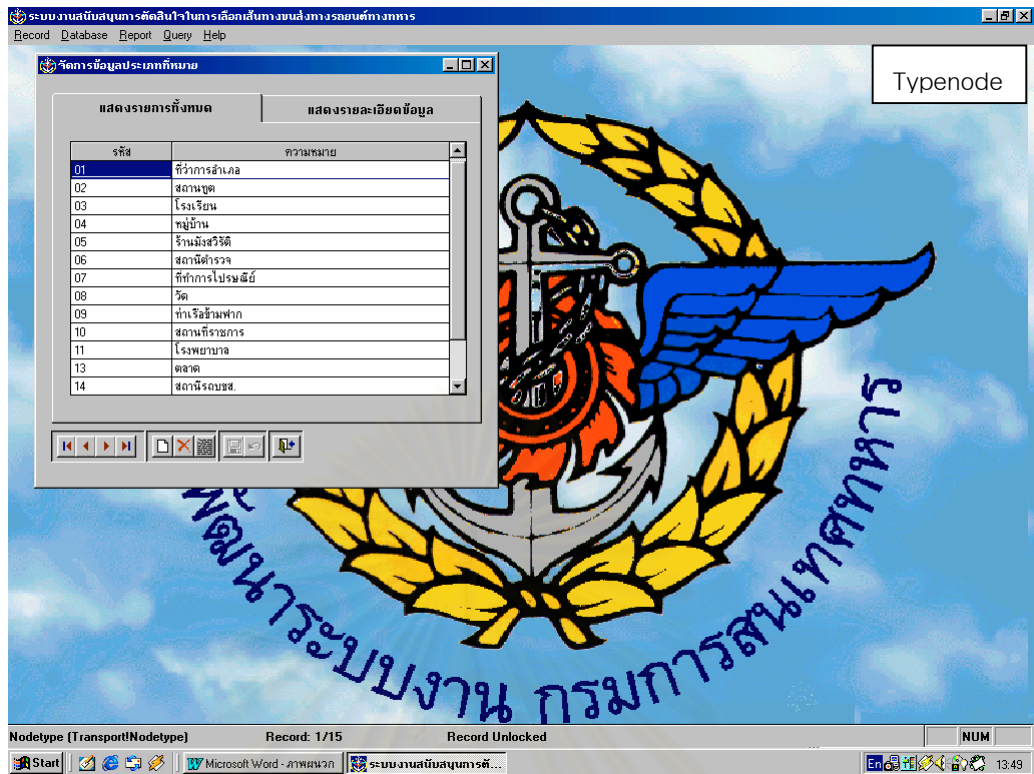 ระบบงานสนับสนุนการตัดสินใจในการเลือกเส้นทางขนส่งทางรถยนต์ทางทหาร
Record Database Report Query Help
Typenode
จัดการข้อมูลประเภทที่หมาย
แสดงรายการทั้งหมด แสดงรายละเอียดข้อมูล
รหัส ความหมาย
01 ที่ว่าการอำเภอ
02 สถานฑูต
03 โรงเรียน
04 หมู่บ้าน
05 ร้านมังสวิรัติ
06 สถานีตำรวจ
07 ที่ทำการไปรษณีย์
08 วัด
09 ท่าเรือข้ามฟาก
10 สถานที่ราชการ
11 โรงพยาบาล
13 ตลาด
14 สถานีรถบขส.
พัฒนาระบบงาน กรมการสนเทศทหาร
Nodetype (Transport!Nodetype) Record: 1/15 Record Unlocked NUM
Start Microsoft Word - ภาพผนวก ระบบงานสนับสนุนการตั... En 13:49